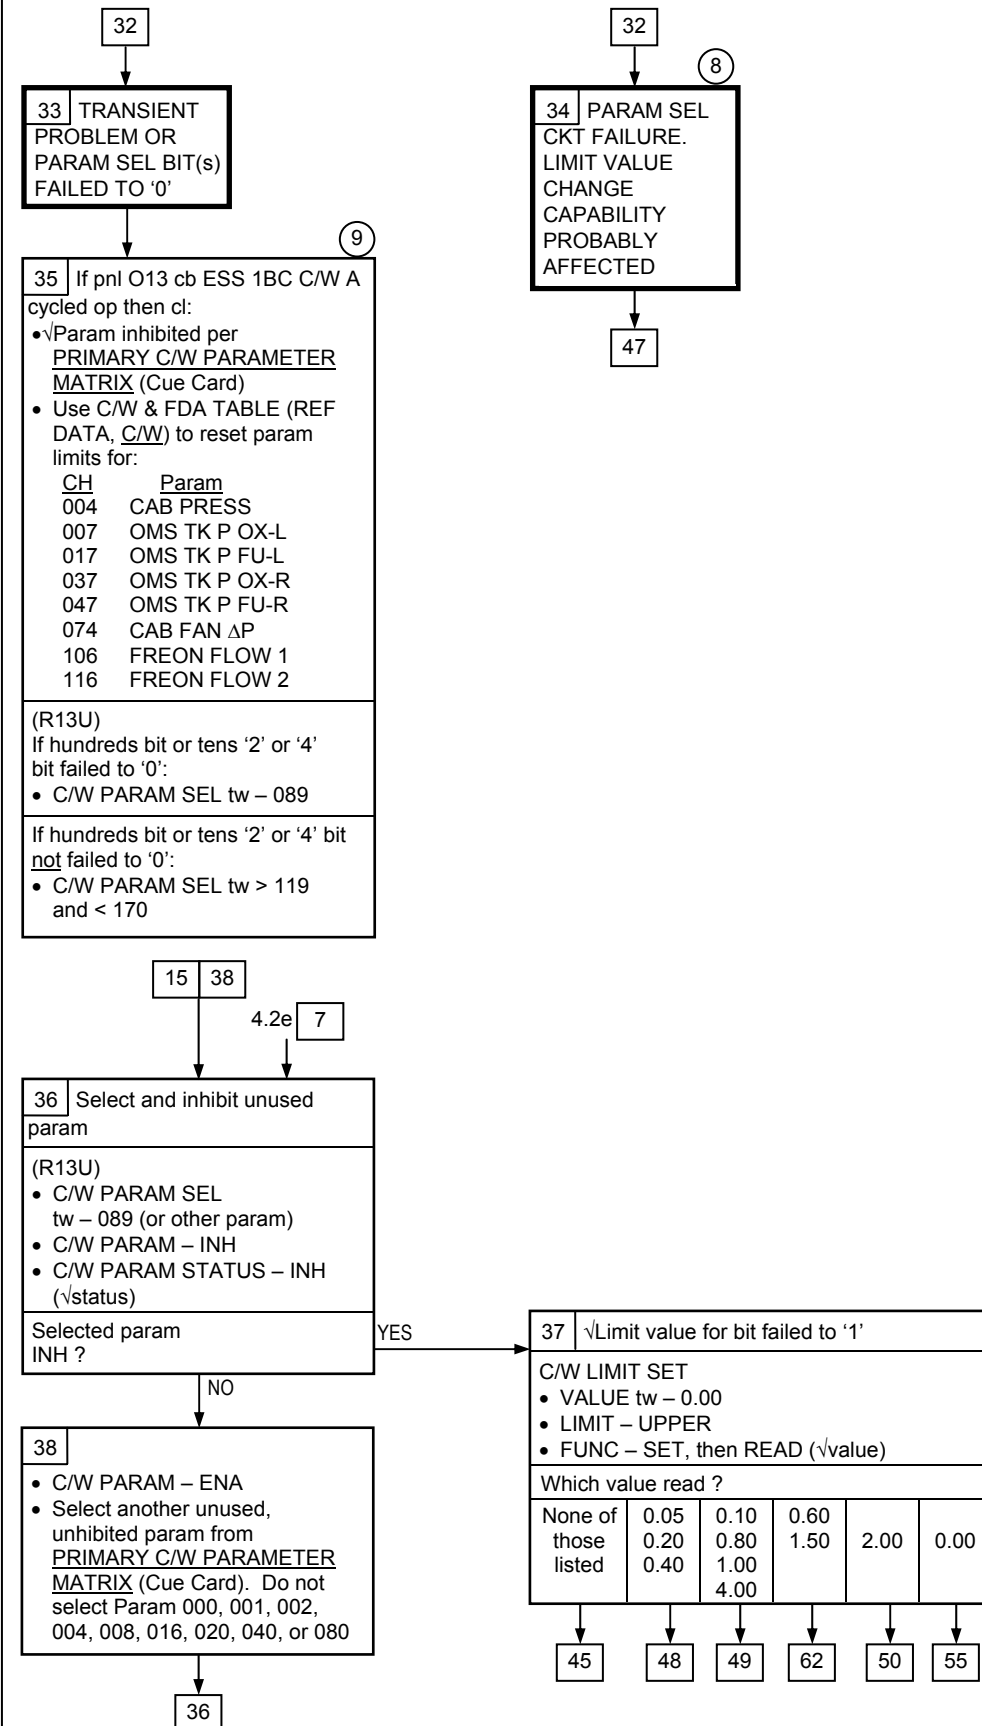 32
33 TRANSIENT
PROBLEM OR
PARAM SEL BIT(s)
FAILED TO ‘0’
9
35 If pnl O13 cb ESS 1BC C/W A
cycled op then cl:
•√Param inhibited per
PRIMARY C/W PARAMETER
MATRIX (Cue Card)
• Use C/W & FDA TABLE (REF
DATA, C/W) to reset param
limits for:
CH Param
004 CAB PRESS
007 OMS TK P OX-L
017 OMS TK P FU-L
037 OMS TK P OX-R
047 OMS TK P FU-R
074 CAB FAN ∆P
106 FREON FLOW 1
116 FREON FLOW 2
(R13U)
If hundreds bit or tens ‘2’ or ‘4’
bit failed to ‘0’:
• C/W PARAM SEL tw – 089
If hundreds bit or tens ‘2’ or ‘4’ bit
not failed to ‘0’:
• C/W PARAM SEL tw > 119
and < 170
32
8
34 PARAM SEL
CKT FAILURE.
LIMIT VALUE
CHANGE
CAPABILITY
PROBABLY
AFFECTED
47
15 38
4.2e 7
36 Select and inhibit unused
param
(R13U)
• C/W PARAM SEL
tw – 089 (or other param)
• C/W PARAM – INH
• C/W PARAM STATUS – INH
(√status)
Selected param
INH ?
YES
NO
37 √Limit value for bit failed to ‘1’
C/W LIMIT SET
• VALUE tw – 0.00
• LIMIT – UPPER
• FUNC – SET, then READ (√value)
Which value read ?
None of 0.05 0.10 0.60
those 0.20 0.80 1.50 2.00 0.00
listed 0.40 1.00
4.00
45 48 49 62 50 55
38
• C/W PARAM – ENA
• Select another unused,
unhibited param from
PRIMARY C/W PARAMETER
MATRIX (Cue Card). Do not
select Param 000, 001, 002,
004, 008, 016, 020, 040, or 080
36